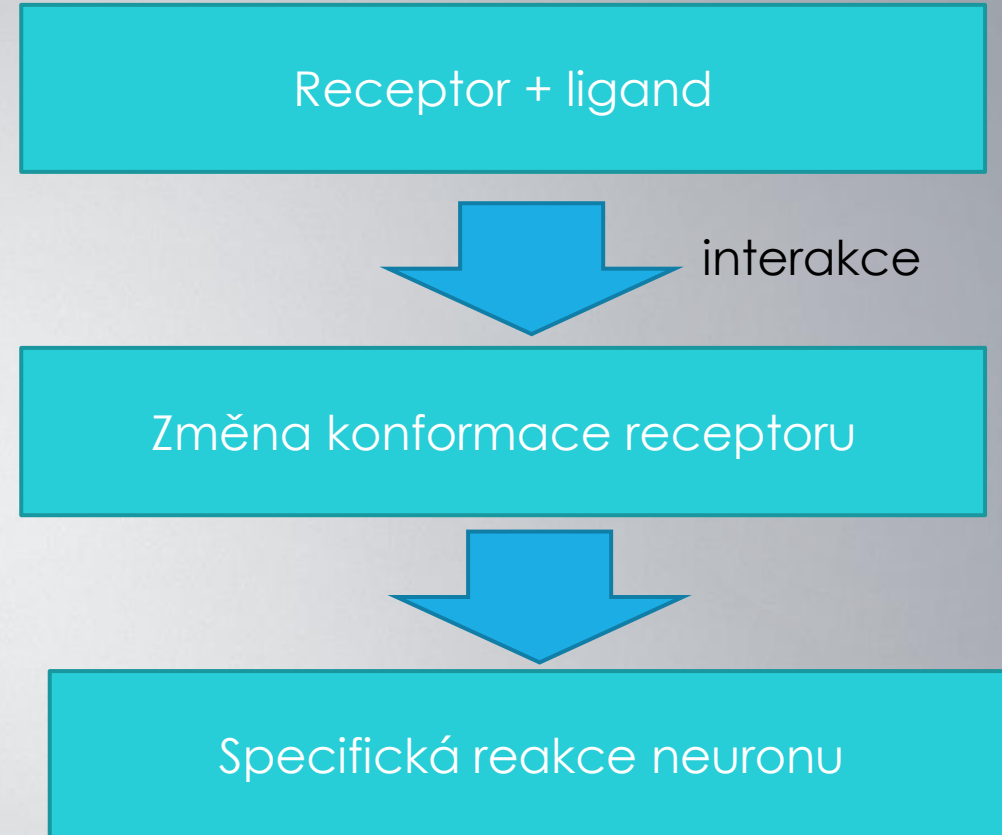 Receptor + ligand
interakce
Změna konformace receptoru
Specifická reakce neuronu